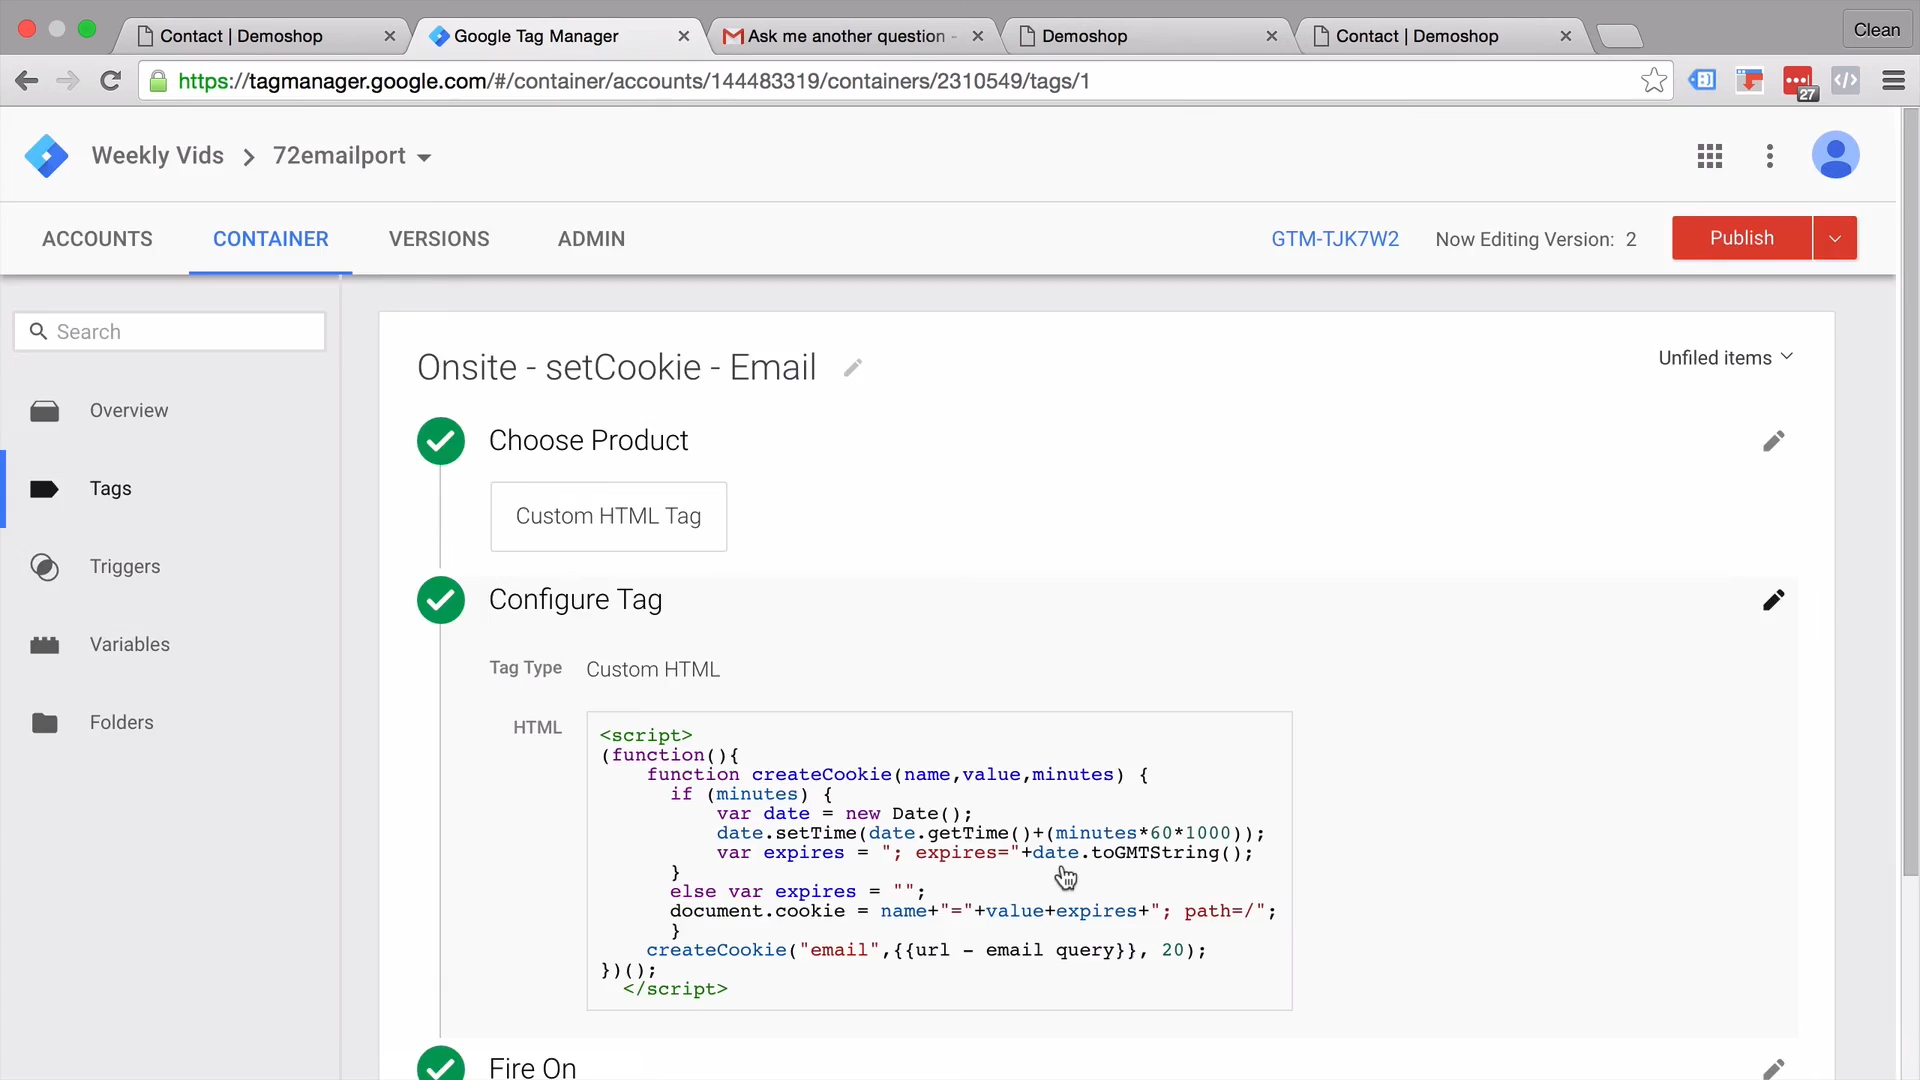 Contact | Demoshop
Google Tag Manager
Ask me another question -
Demoshop
Contact | Demoshop
Clean
https://tagmanager.google.com/#/container/accounts/144483319/containers/2310549/tags/1
27
Weekly Vids > 72emailport
ACCOUNTS CONTAINER VERSIONS ADMIN GTM-TJK7W2 Now Editing Version: 2 Publish
Search
Overview
Tags
Triggers
Variables
Folders
Onsite - setCookie - Email
Unfiled items
Choose Product
Custom HTML Tag
Configure Tag
Tag Type Custom HTML
HTML
<script>
(function(){
    function createCookie(name,value,minutes) {
      if (minutes) {
          var date = new Date();
          date.setTime(date.getTime()+(minutes*60*1000));
          var expires = "; expires="+date.toGMTString();
      }
      else var expires = "";
      document.cookie = name+"="+value+expires+"; path=/";
      }
    createCookie("email",{{url - email query}}, 20);
})();
  </script>
Fire On